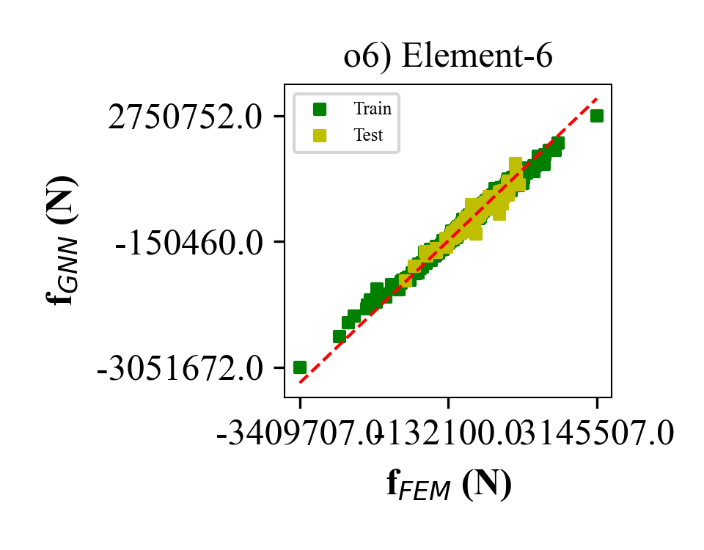 o6) Element-6
Train
Test
2750752.0
-150460.0
-3051672.0
f_GNN (N)
-3409707.0
-132100.0
3145507.0
f_FEM (N)